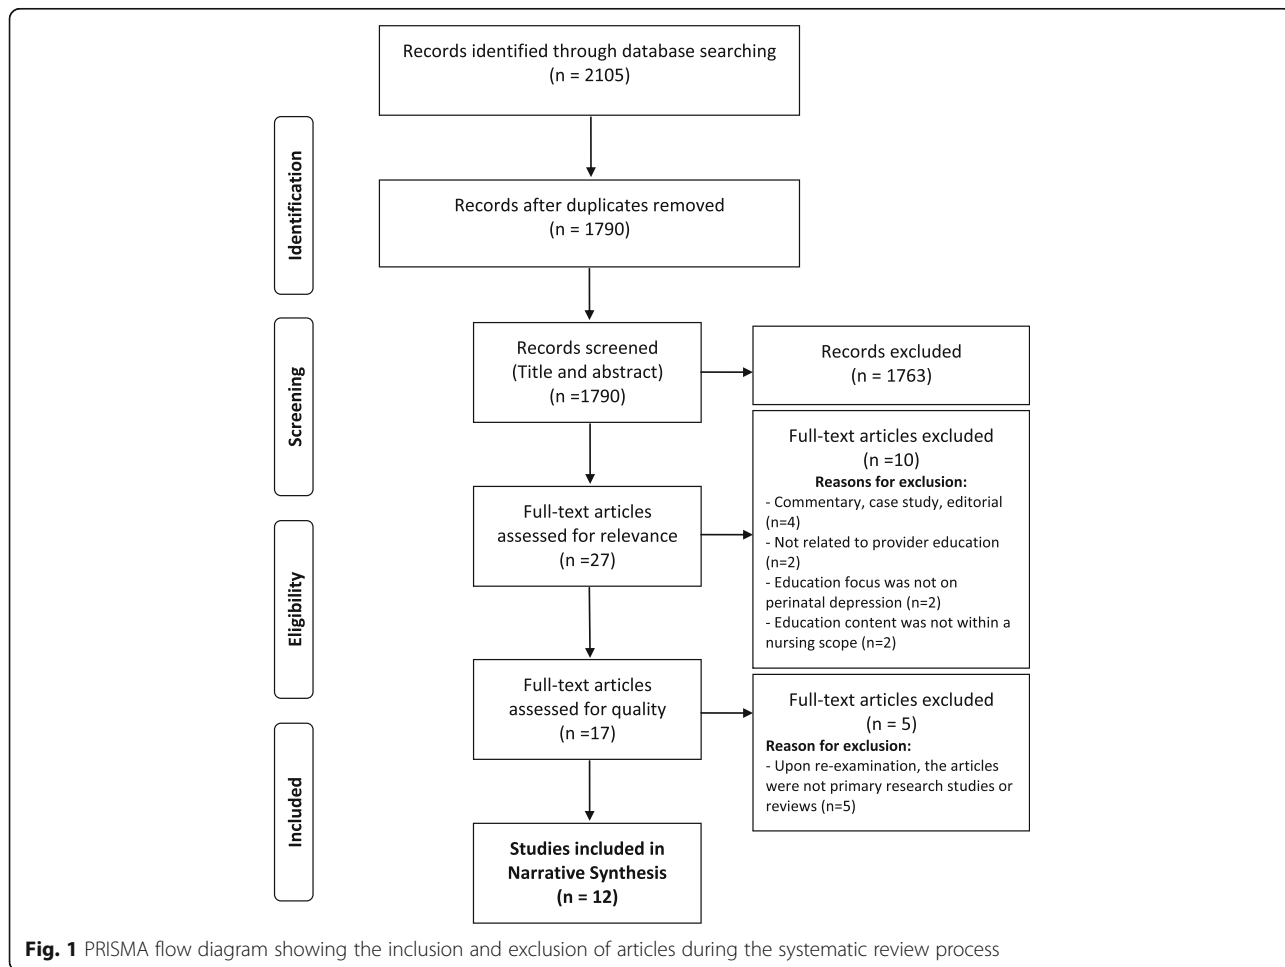 Records identified through database searching
(n = 2105)
Identification
Records after duplicates removed
(n = 1790)
Screening
Records screened
(Title and abstract)
(n =1790)
Records excluded
(n = 1763)
Full-text articles excluded
(n =10)
Reasons for exclusion:
- Commentary, case study, editorial
(n=4)
- Not related to provider education
(n=2)
- Education focus was not on
perinatal depression (n=2)
- Education content was not within a
nursing scope (n=2)
Eligibility
Full-text articles
assessed for relevance
(n =27)
Full-text articles
assessed for quality
(n =17)
Full-text articles excluded
(n = 5)
Reason for exclusion:
- Upon re-examination, the articles
were not primary research studies or
reviews (n=5)
Included
Studies included in
Narrative Synthesis
(n = 12)
Fig. 1 PRISMA flow diagram showing the inclusion and exclusion of articles during the systematic review process